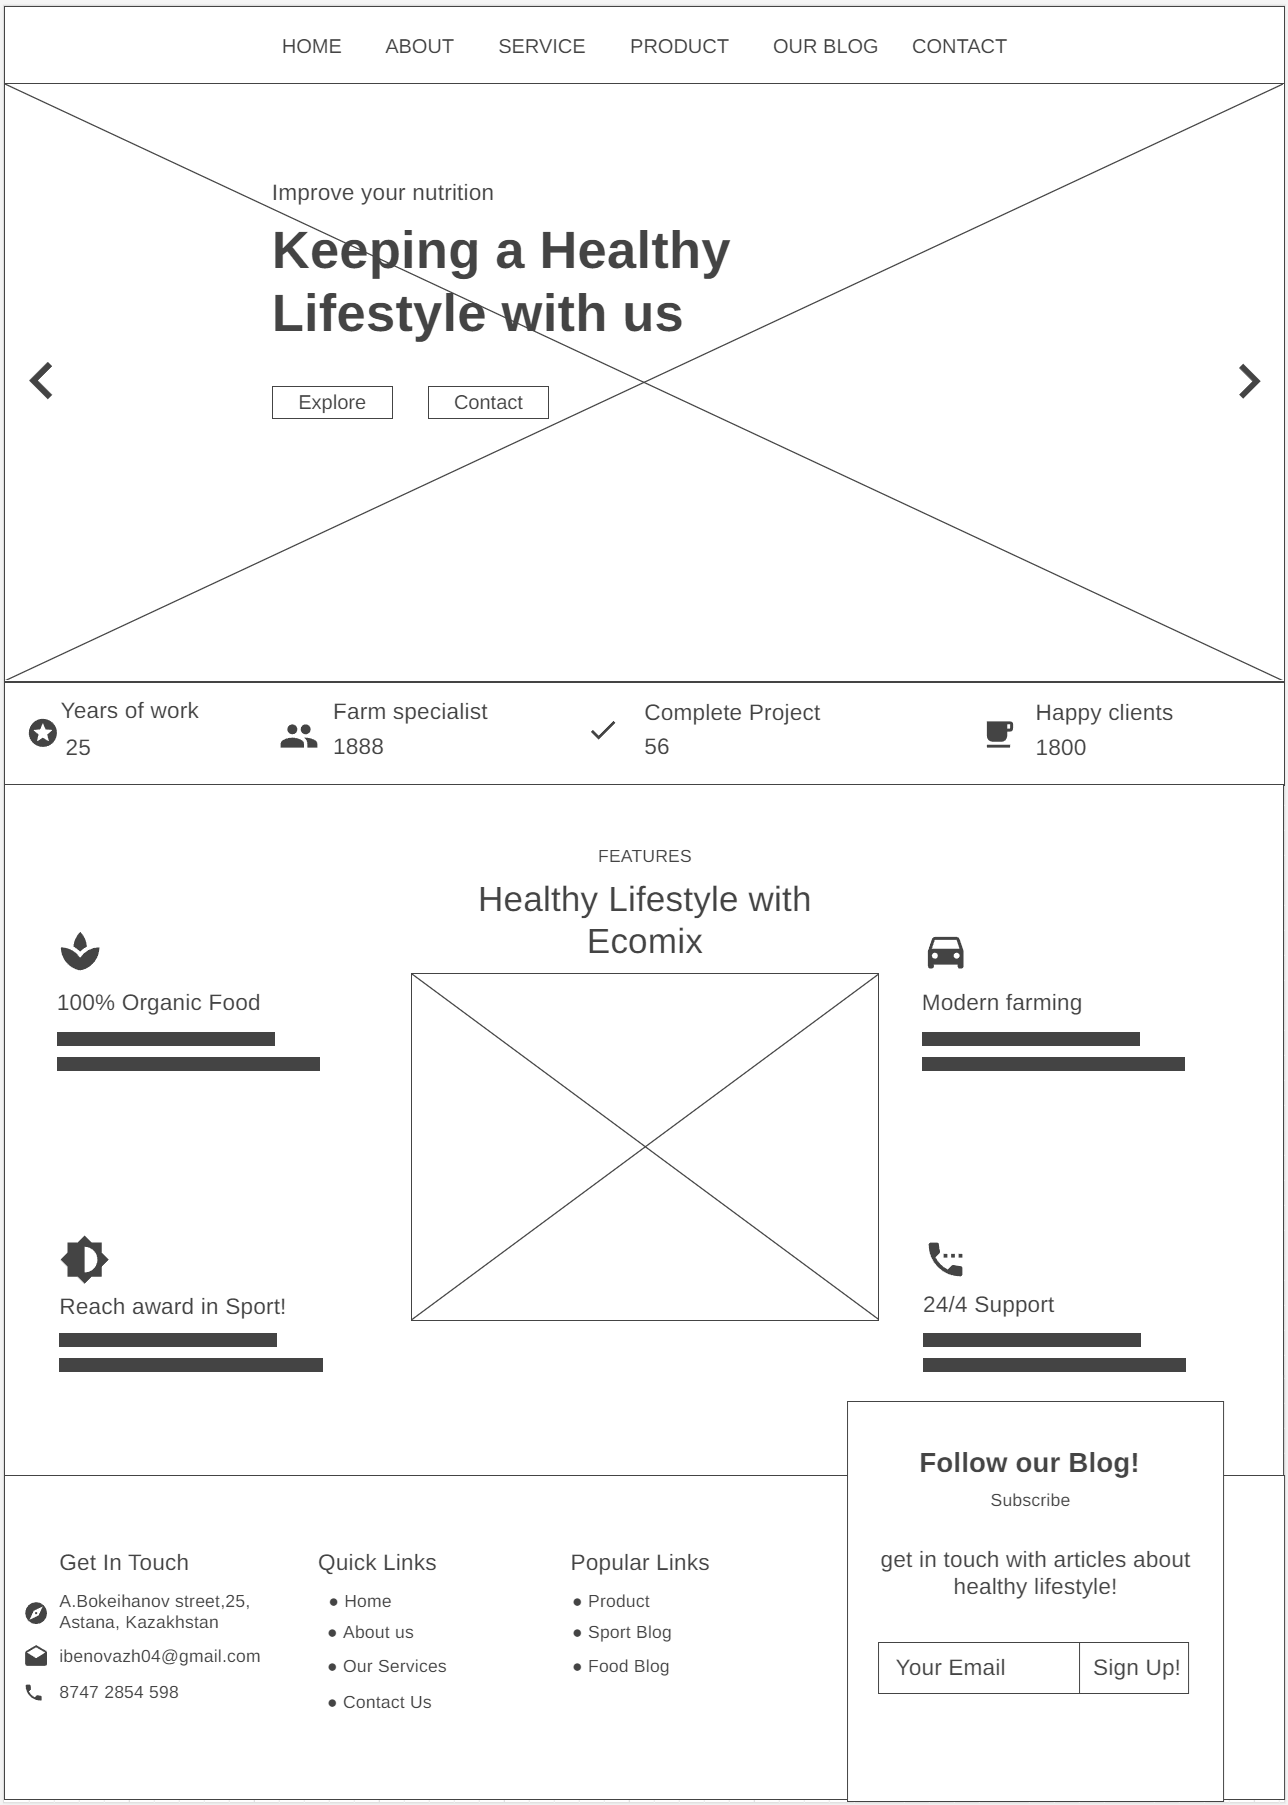 HOME ABOUT SERVICE PRODUCT OUR BLOG CONTACT
Improve your nutrition
Keeping a Healthy
Lifestyle with us
Explore Contact
Years of work
25
Farm specialist
1888
Complete Project
56
Happy clients
1800
FEATURES
Healthy Lifestyle with
Ecomix
100% Organic Food
Modern farming
Reach award in Sport!
24/4 Support
Follow our Blog!
Subscribe
get in touch with articles about
healthy lifestyle!
Your Email Sign Up!
Get In Touch
A.Bokeihanov street,25,
Astana, Kazakhstan
ibenovazh04@gmail.com
8747 2854 598
Quick Links
● Home
● About us
● Our Services
● Contact Us
Popular Links
● Product
● Sport Blog
● Food Blog